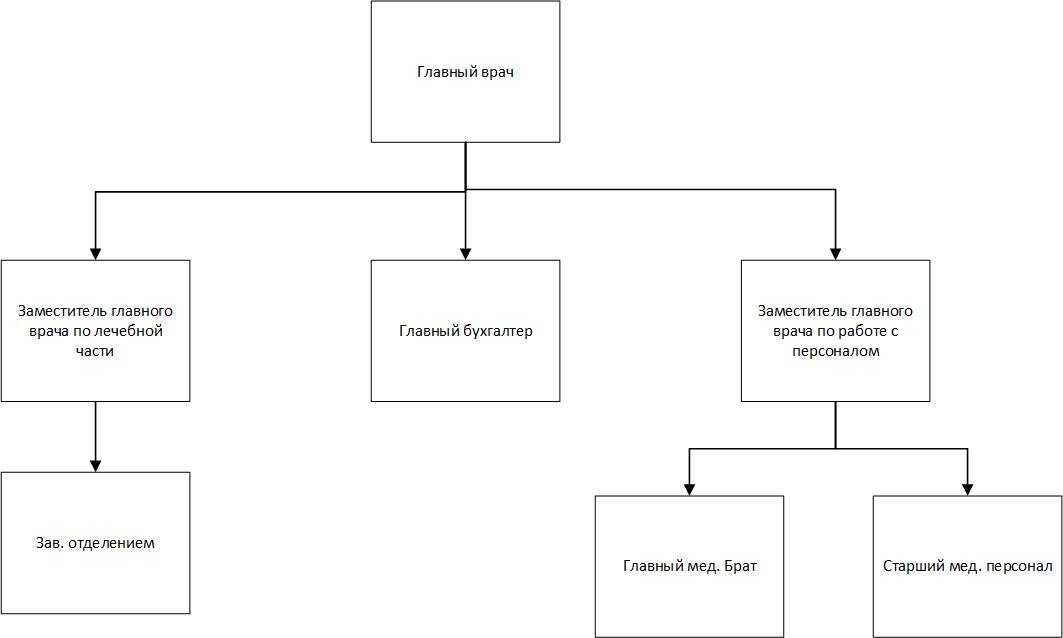 Главный врач
Заместитель главного
врача по лечебной
части
Главный бухгалтер
Заместитель главного
врача по работе с
персоналом
Зав. отделением
Главный мед. Брат
Старший мед. персонал